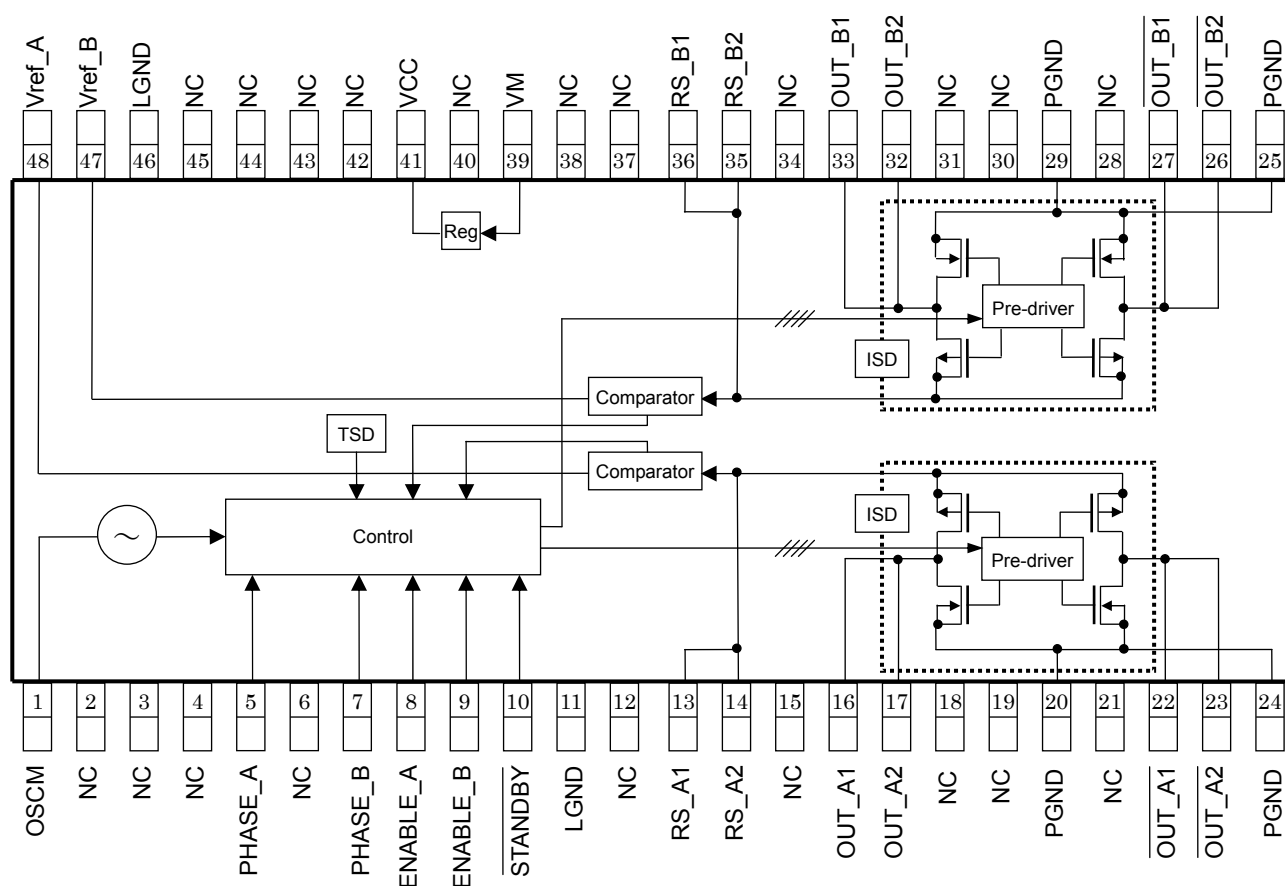 Vref_A
Vref_B
LGND
NC
NC
NC
NC
VCC
NC
VM
NC
NC
RS_B1
RS_B2
NC
OUT_B1
OUT_B2
NC
NC
PGND
NC
OUT_B1
OUT_B2
PGND
48
47
46
45
44
43
42
41
40
39
38
37
36
35
34
33
32
31
30
29
28
27
26
25
Reg
Pre-driver
ISD
Comparator
TSD
Comparator
ISD
~
Control
Pre-driver
1
2
3
4
5
6
7
8
9
10
11
12
13
14
15
16
17
18
19
20
21
22
23
24
OSCM
NC
NC
NC
PHASE_A
NC
PHASE_B
ENABLE_A
ENABLE_B
STANDBY
LGND
NC
RS_A1
RS_A2
NC
OUT_A1
OUT_A2
NC
NC
PGND
NC
OUT_A1
OUT_A2
PGND